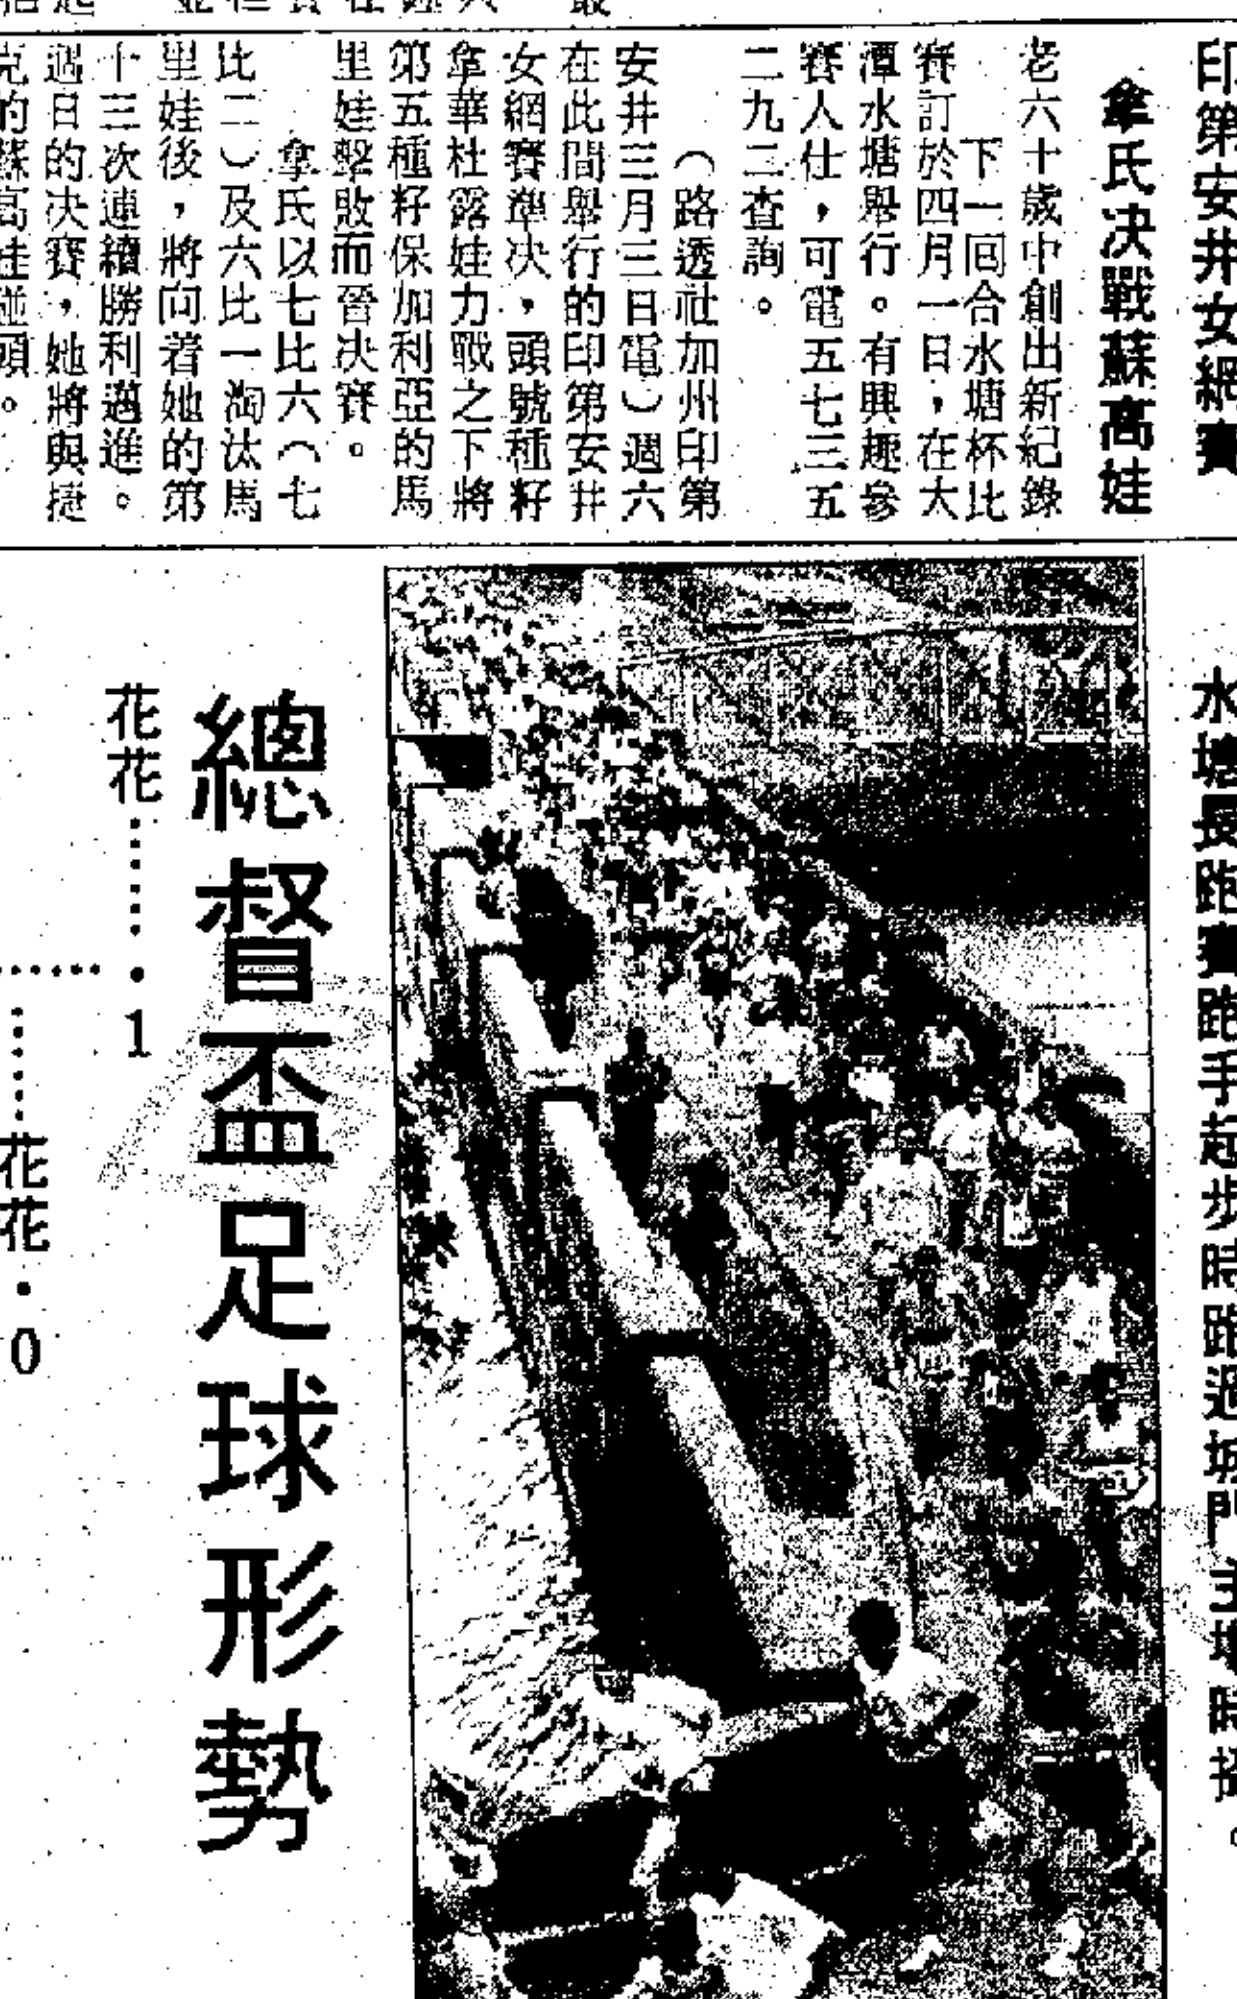 印第安井女網賽
拿氏决戰蘇高娃
老六十歲中創出新紀錄
下一回合水塘杯比
賽訂於四月一日，在大
潭水塘舉行。有興趣參
賽人仕，可電五七三五
二九二查詢。
（路透社加州印第
安井三月三日電）週六
在此間舉行的印第安井
女網賽準决，頭號種籽
拿華杜露娃力戰之下將
第五種籽保加利亞的馬
里娃擊敗而晉决賽。
拿氏以七比六（七
比二）及六比一淘汰馬
里娃後，將向着她的第
十三次連續勝利邁進。
週日的决賽，她將與捷
克的蘇高娃碰頭。
水塘長跑賽跑手起步時跑過城門主壩時攝。
總督盃足球形勢
花花⋯⋯・1
⋯⋯花花・0